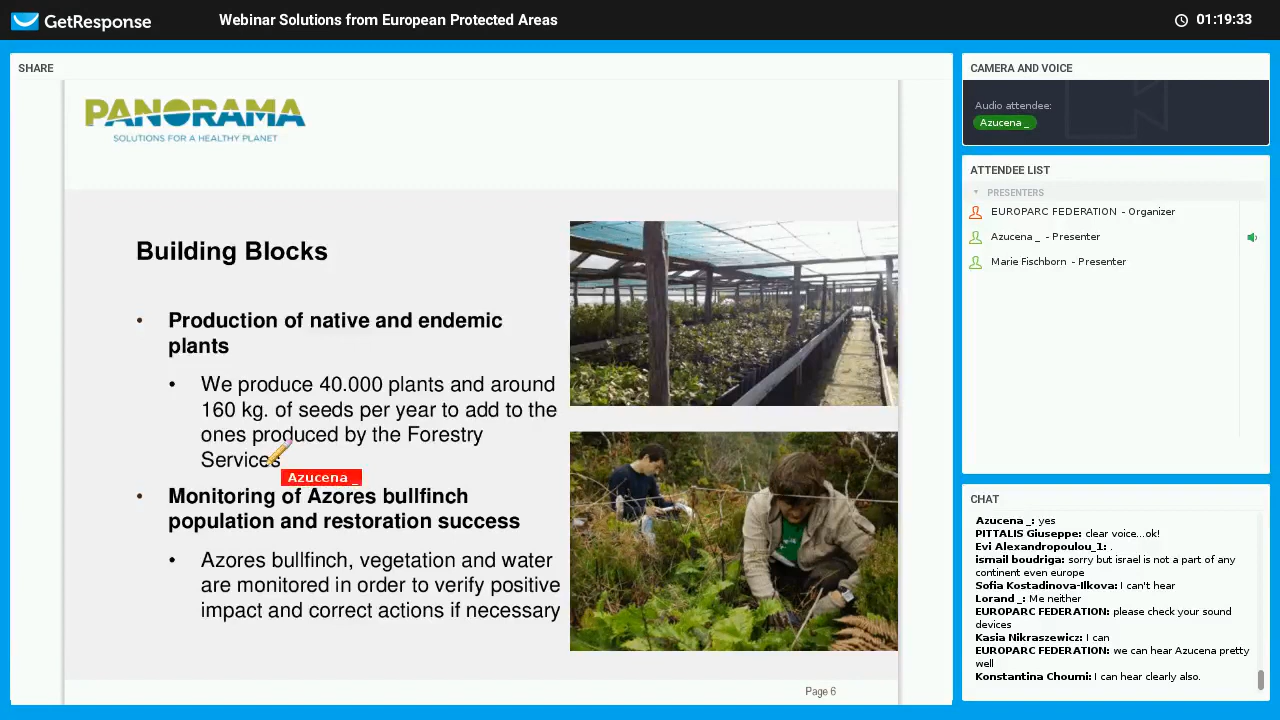 GetResponse
Webinar Solutions from European Protected Areas
01:19:33
SHARE
PANORAMA
SOLUTIONS FOR A HEALTHY PLANET
Building Blocks
• Production of native and endemic
plants
• We produce 40.000 plants and around
160 kg. of seeds per year to add to the
ones produced by the Forestry
Services
Azucena _
• Monitoring of Azores bullfinch
population and restoration success
• Azores bullfinch, vegetation and water
are monitored in order to verify positive
impact and correct actions if necessary
Page 6
CAMERA AND VOICE
Audio attendee:
Azucena _
ATTENDEE LIST
PRESENTERS
EUROPARC FEDERATION - Organizer
Azucena _ - Presenter
Marie Fischborn - Presenter
CHAT
Azucena _: yes
PITTALIS Giuseppe: clear voice...ok!
Evi Alexandropoulou_1: .
ismail boudriga: sorry but israel is not a part of any
continent even europe
Sofia Kostadinova-Ilkova: I can't hear
Lorand _: Me neither
EUROPARC FEDERATION: please check your sound
devices
Kasia Nikraszewicz: I can
EUROPARC FEDERATION: we can hear Azucena pretty
well
Konstantina Choumi: I can hear clearly also.